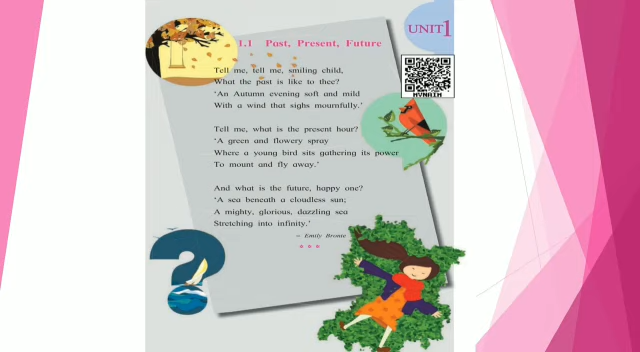 UNIT 1
1.1 Past, Present, Future
Tell me, tell me, smiling child,
What the past is like to thee?
‘An Autumn evening soft and mild
With a wind that sighs mournfully.’
Tell me, what is the present hour?
‘A green and flowery spray
Where a young bird sits gathering its power
To mount and fly away.’
And what is the future, happy one?
‘A sea beneath a cloudless sun;
A mighty, glorious, dazzling sea
Stretching into infinity.’
– Emily Bronte